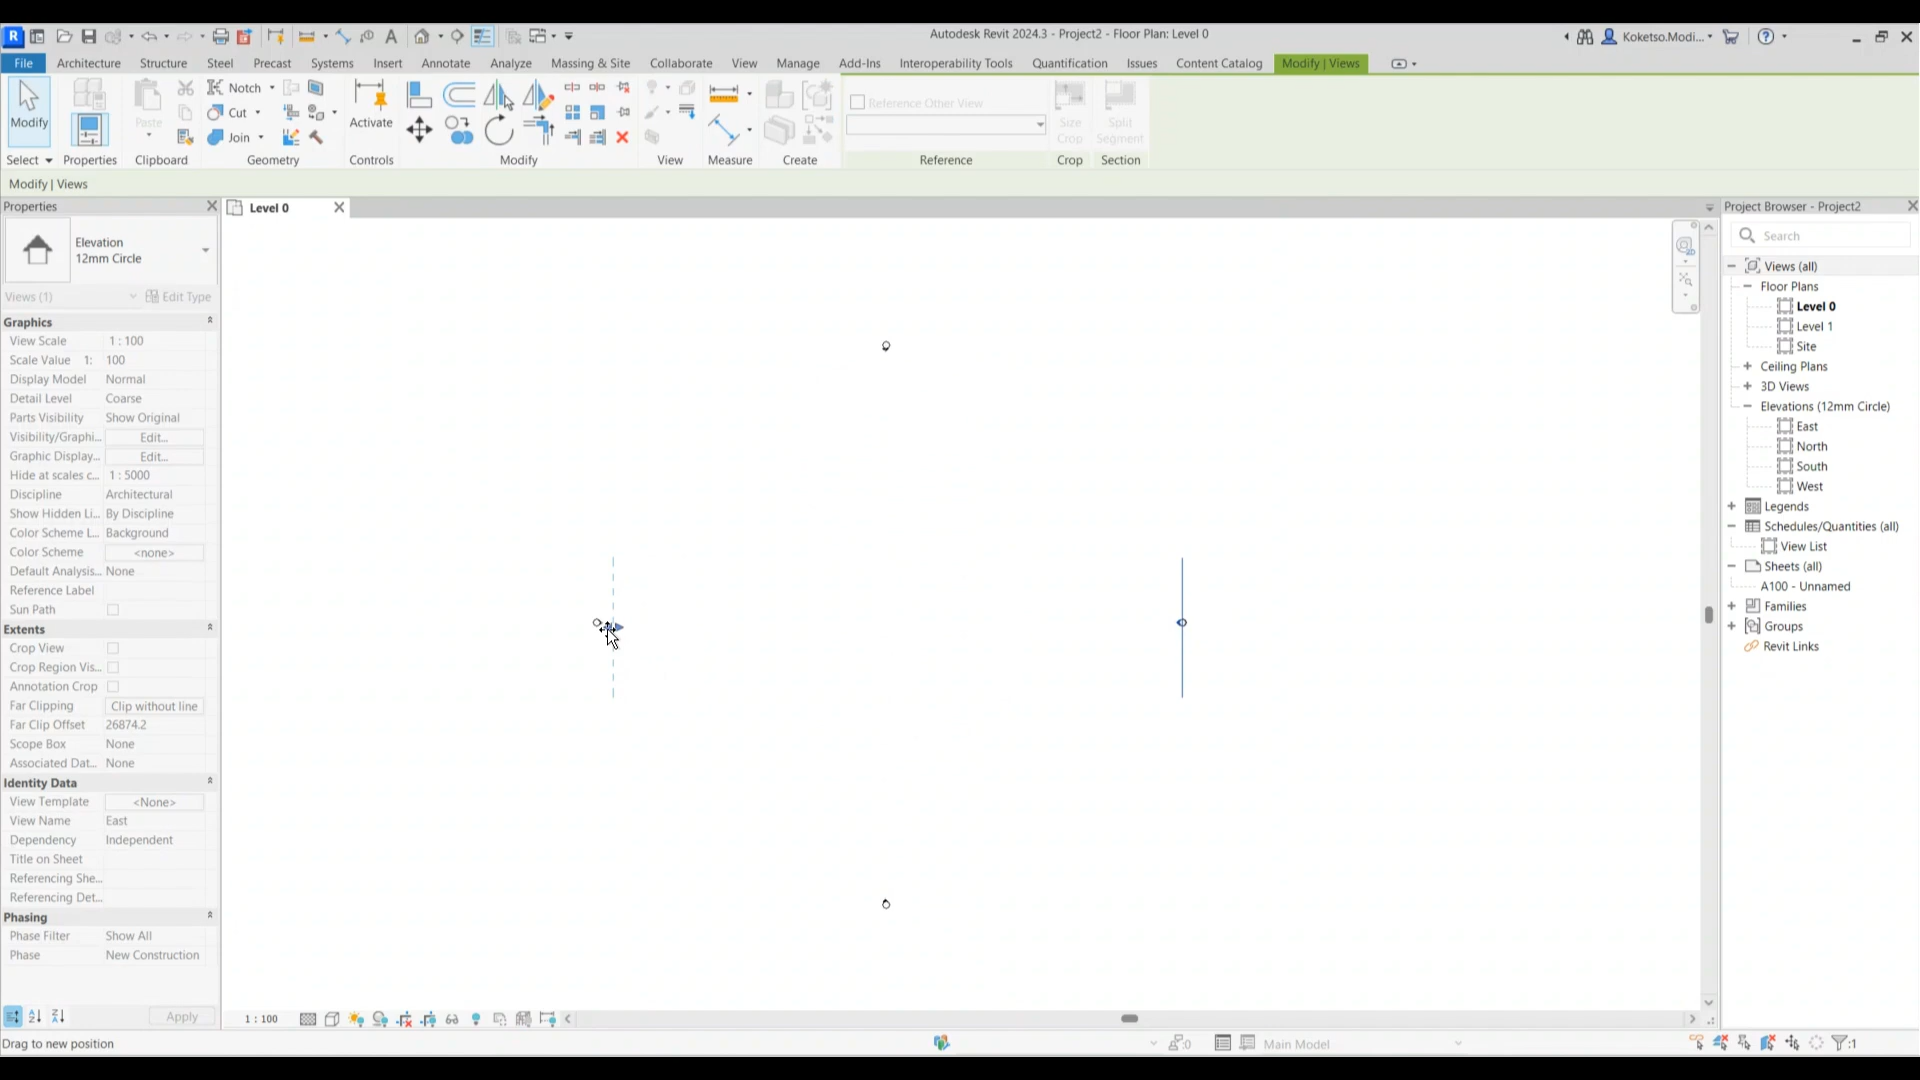 Autodesk Revit 2024.3 - Project2 - Floor Plan: Level 0
Koketso.Modi...
File Architecture Structure Steel Precast Systems Insert Annotate Analyze Massing & Site Collaborate View Manage Add-Ins Interoperability Tools Quantification Issues Content Catalog Modify | Views
Modify
Select
Properties
Paste
Clipboard
Notch
Cut
Join
Geometry
Activate
Controls
Modify
View
Measure
Create
Reference Other View
Reference
Size
Crop
Crop
Split
Segment
Section
Modify | Views
Properties
Elevation
12mm Circle
Views (1) Edit Type
Graphics
View Scale 1 : 100
Scale Value 1: 100
Display Model Normal
Detail Level Coarse
Parts Visibility Show Original
Visibility/Graphi... Edit...
Graphic Display... Edit...
Hide at scales c... 1 : 5000
Discipline Architectural
Show Hidden Li... By Discipline
Color Scheme L... Background
Color Scheme <none>
Default Analysis... None
Reference Label
Sun Path
Extents
Crop View
Crop Region Vis...
Annotation Crop
Far Clipping Clip without line
Far Clip Offset 26874.2
Scope Box None
Associated Dat... None
Identity Data
View Template <None>
View Name East
Dependency Independent
Title on Sheet
Referencing She...
Referencing Det...
Phasing
Phase Filter Show All
Phase New Construction
Apply
Level 0
1 : 100
Project Browser - Project2
Search
Views (all)
Floor Plans
Level 0
Level 1
Site
Ceiling Plans
3D Views
Elevations (12mm Circle)
East
North
South
West
Legends
Schedules/Quantities (all)
View List
Sheets (all)
A100 - Unnamed
Families
Groups
Revit Links
Drag to new position
:0
Main Model
:1